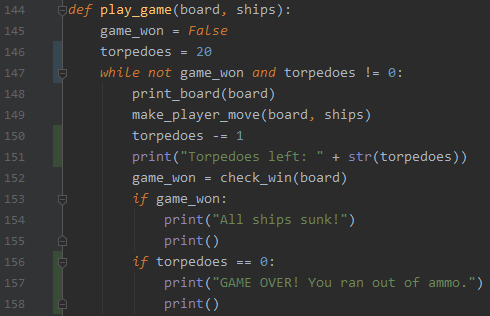 144 def play_game(board, ships):
145     game_won = False
146     torpedoes = 20
147     while not game_won and torpedoes != 0:
148         print_board(board)
149         make_player_move(board, ships)
150         torpedoes -= 1
151         print("Torpedoes left: " + str(torpedoes))
152         game_won = check_win(board)
153         if game_won:
154             print("All ships sunk!")
155             print()
156         if torpedoes == 0:
157             print("GAME OVER! You ran out of ammo.")
158             print()